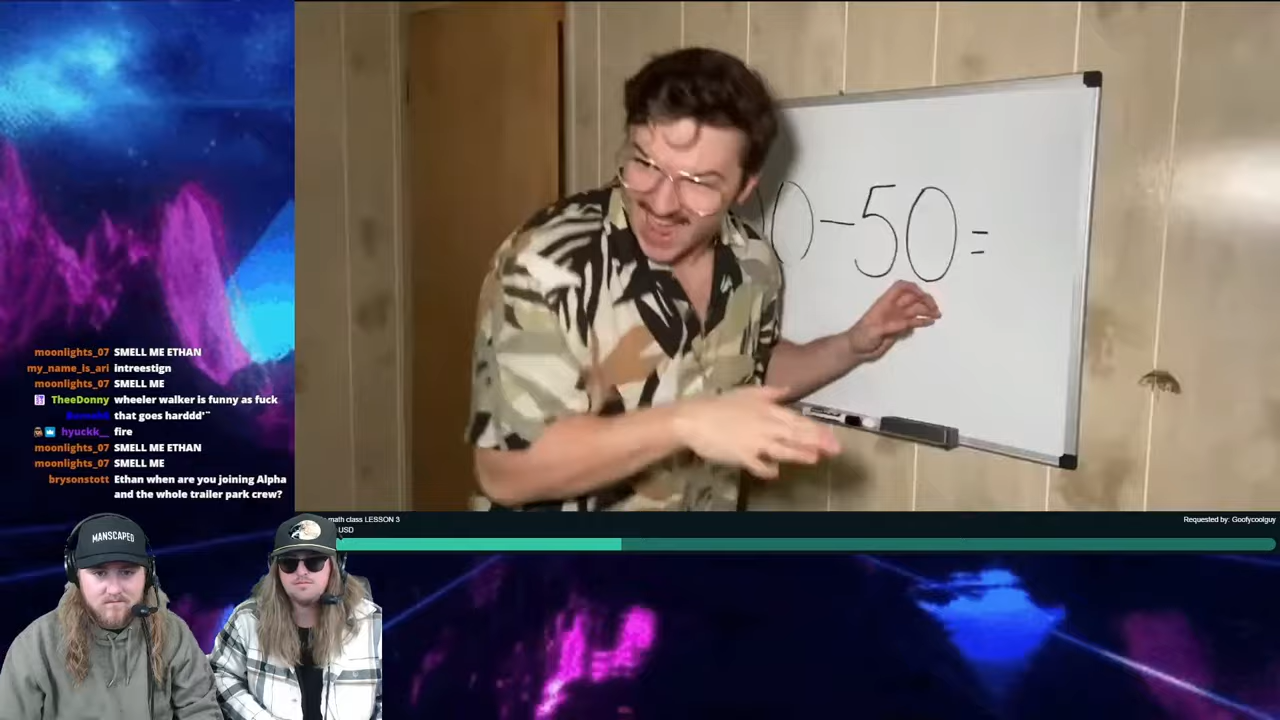 0-50=
moonlights_07 SMELL ME ETHAN
my_name_is_ari intreestign
moonlights_07 SMELL ME
TheeDonny wheeler walker is funny as fuck
that goes harddd*¨
hyuckk__ fire
moonlights_07 SMELL ME ETHAN
moonlights_07 SMELL ME
brysonstott Ethan when are you joining Alpha
and the whole trailer park crew?
math class LESSON 3
Requested by: Goofycoolguy
USD
MANSCAPED